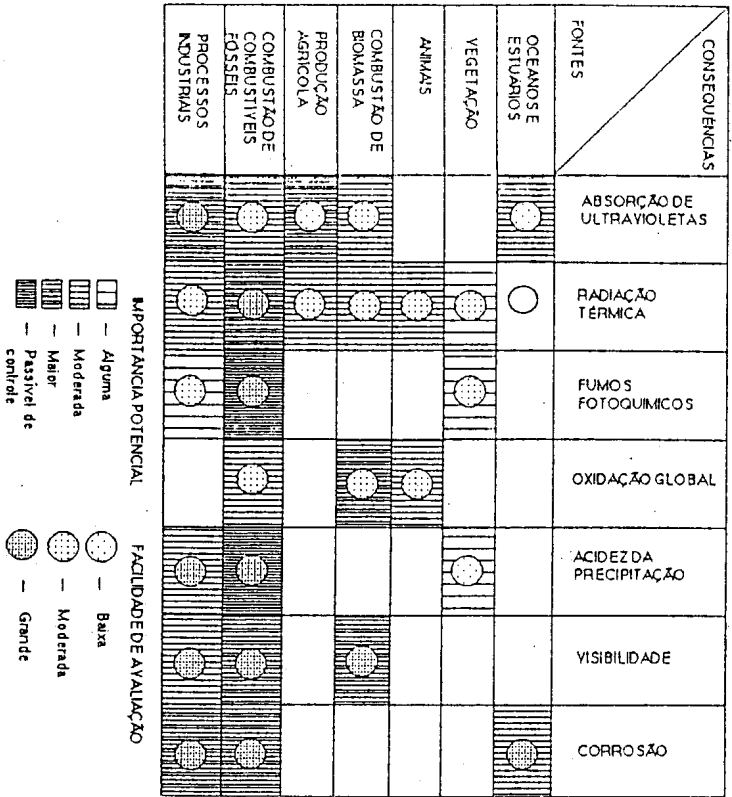 CONSEQUÊNCIAS
FONTES
OCEANOS E
ESTUÁRIOS
VEGETAÇÃO
ANIMAIS
COMBUSTÃO DE
BIOMASSA
PRODUÇÃO
AGRÍCOLA
COMBUSTÃO DE
COMBUSTÍVEIS
FÓSSEIS
PROCESSOS
INDUSTRIAIS
ABSORÇÃO DE
ULTRAVIOLETAS
RADIAÇÃO
TÉRMICA
FUMOS
FOTOQUIMICOS
OXIDAÇÃO GLOBAL
ACIDEZ DA
PRECIPITAÇÃO
VISIBILIDADE
CORROSÃO
IMPORTÂNCIA POTENCIAL
— Alguma
— Moderada
— Maior
— Passível de
controle
FACILIDADE DE AVALIAÇÃO
— Baixa
— Moderada
— Grande